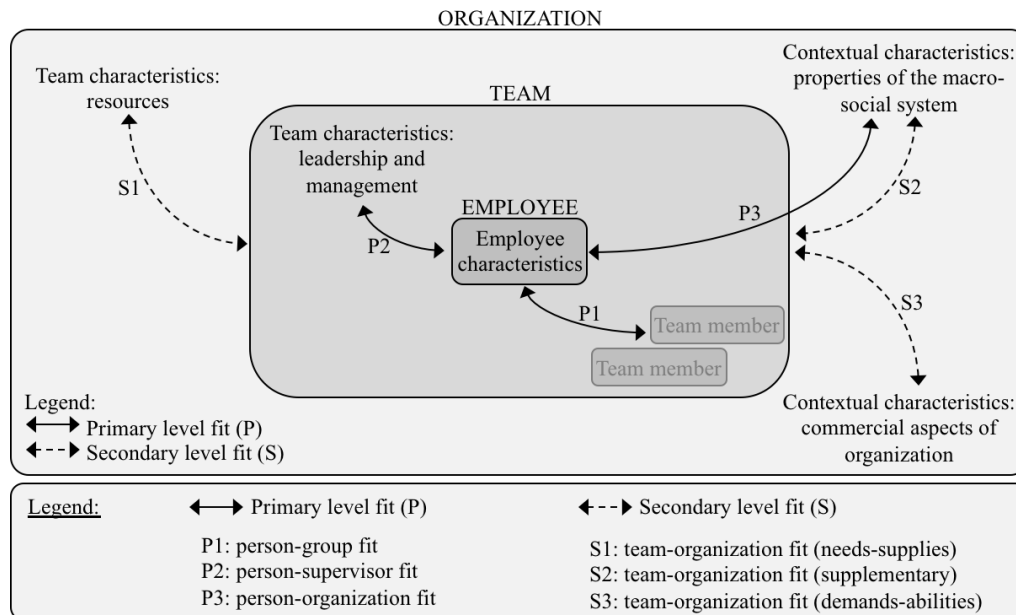 ORGANIZATION
Team characteristics:
resources
Contextual characteristics:
properties of the macro-
social system
TEAM
Team characteristics:
leadership and
management
S1
S2
P3
EMPLOYEE
P2
Employee
characteristics
S3
P1
Team member
Team member
Legend:
Primary level fit (P)
Secondary level fit (S)
Contextual characteristics:
commercial aspects of
organization
Legend:
Primary level fit (P)
Secondary level fit (S)
P1: person-group fit
P2: person-supervisor fit
P3: person-organization fit
S1: team-organization fit (needs-supplies)
S2: team-organization fit (supplementary)
S3: team-organization fit (demands-abilities)